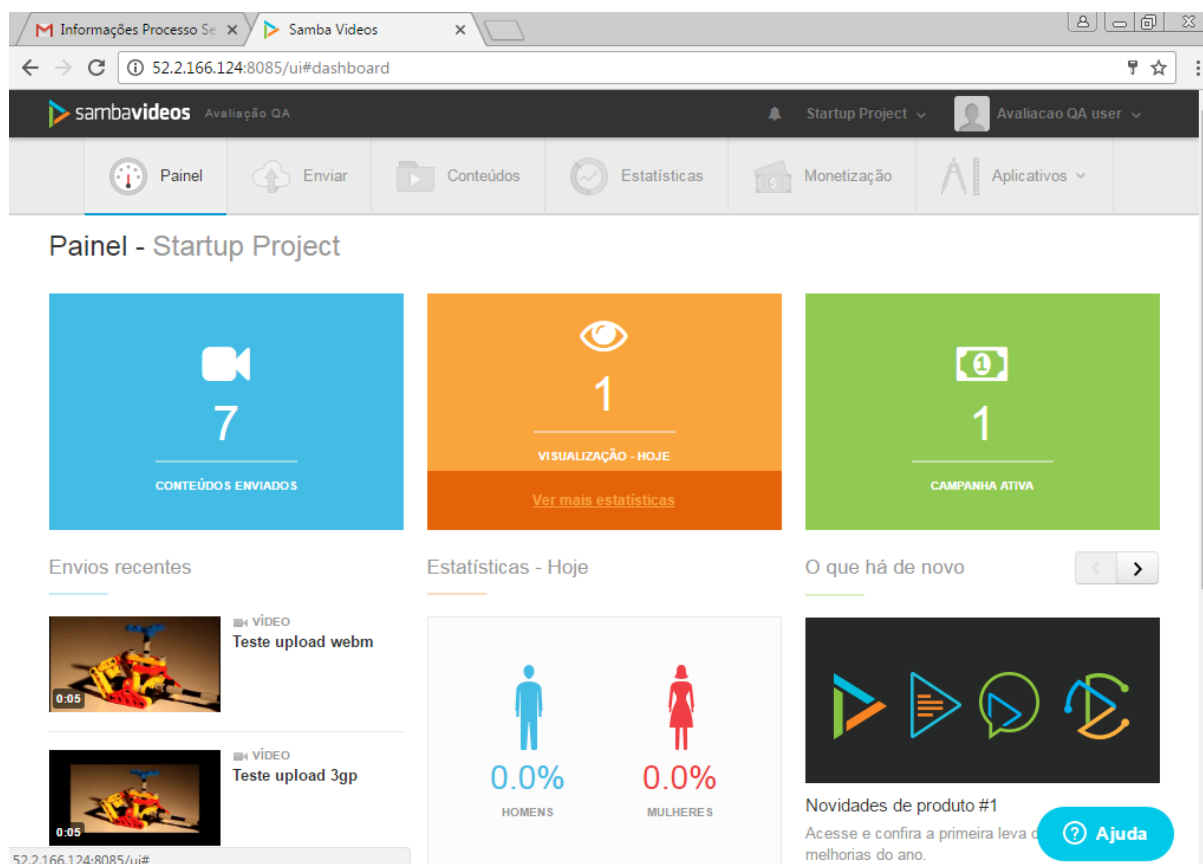 Informações Processo Se
Samba Videos
52.2.166.124:8085/ui#dashboard
sambavideos Avaliação QA
Startup Project
Avaliacao QA user
Painel
Enviar
Conteúdos
Estatísticas
Monetização
Aplicativos
Painel - Startup Project
7
CONTEÚDOS ENVIADOS
1
VISUALIZAÇÃO - HOJE
Ver mais estatísticas
1
CAMPANHA ATIVA
Envios recentes
VÍDEO
Teste upload webm
0:05
VÍDEO
Teste upload 3gp
0:05
Estatísticas - Hoje
0.0%
HOMENS
0.0%
MULHERES
O que há de novo
Novidades de produto #1
Acesse e confira a primeira leva
melhorias do ano.
Ajuda
52.2.166.124:8085/ui#